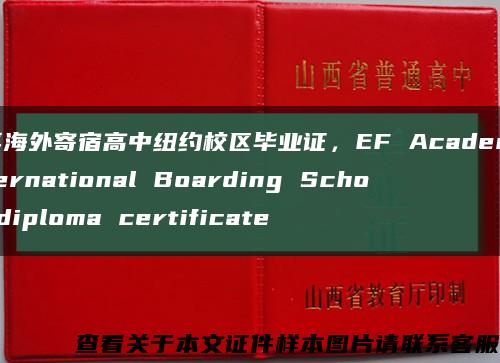 山西省普通高中
海外寄宿高中纽约校区毕业证，EF Acade
ernational Boarding Scho
diploma certificate
证
山西省教育厅印制
查看关于本文证件样本图片请联系客服